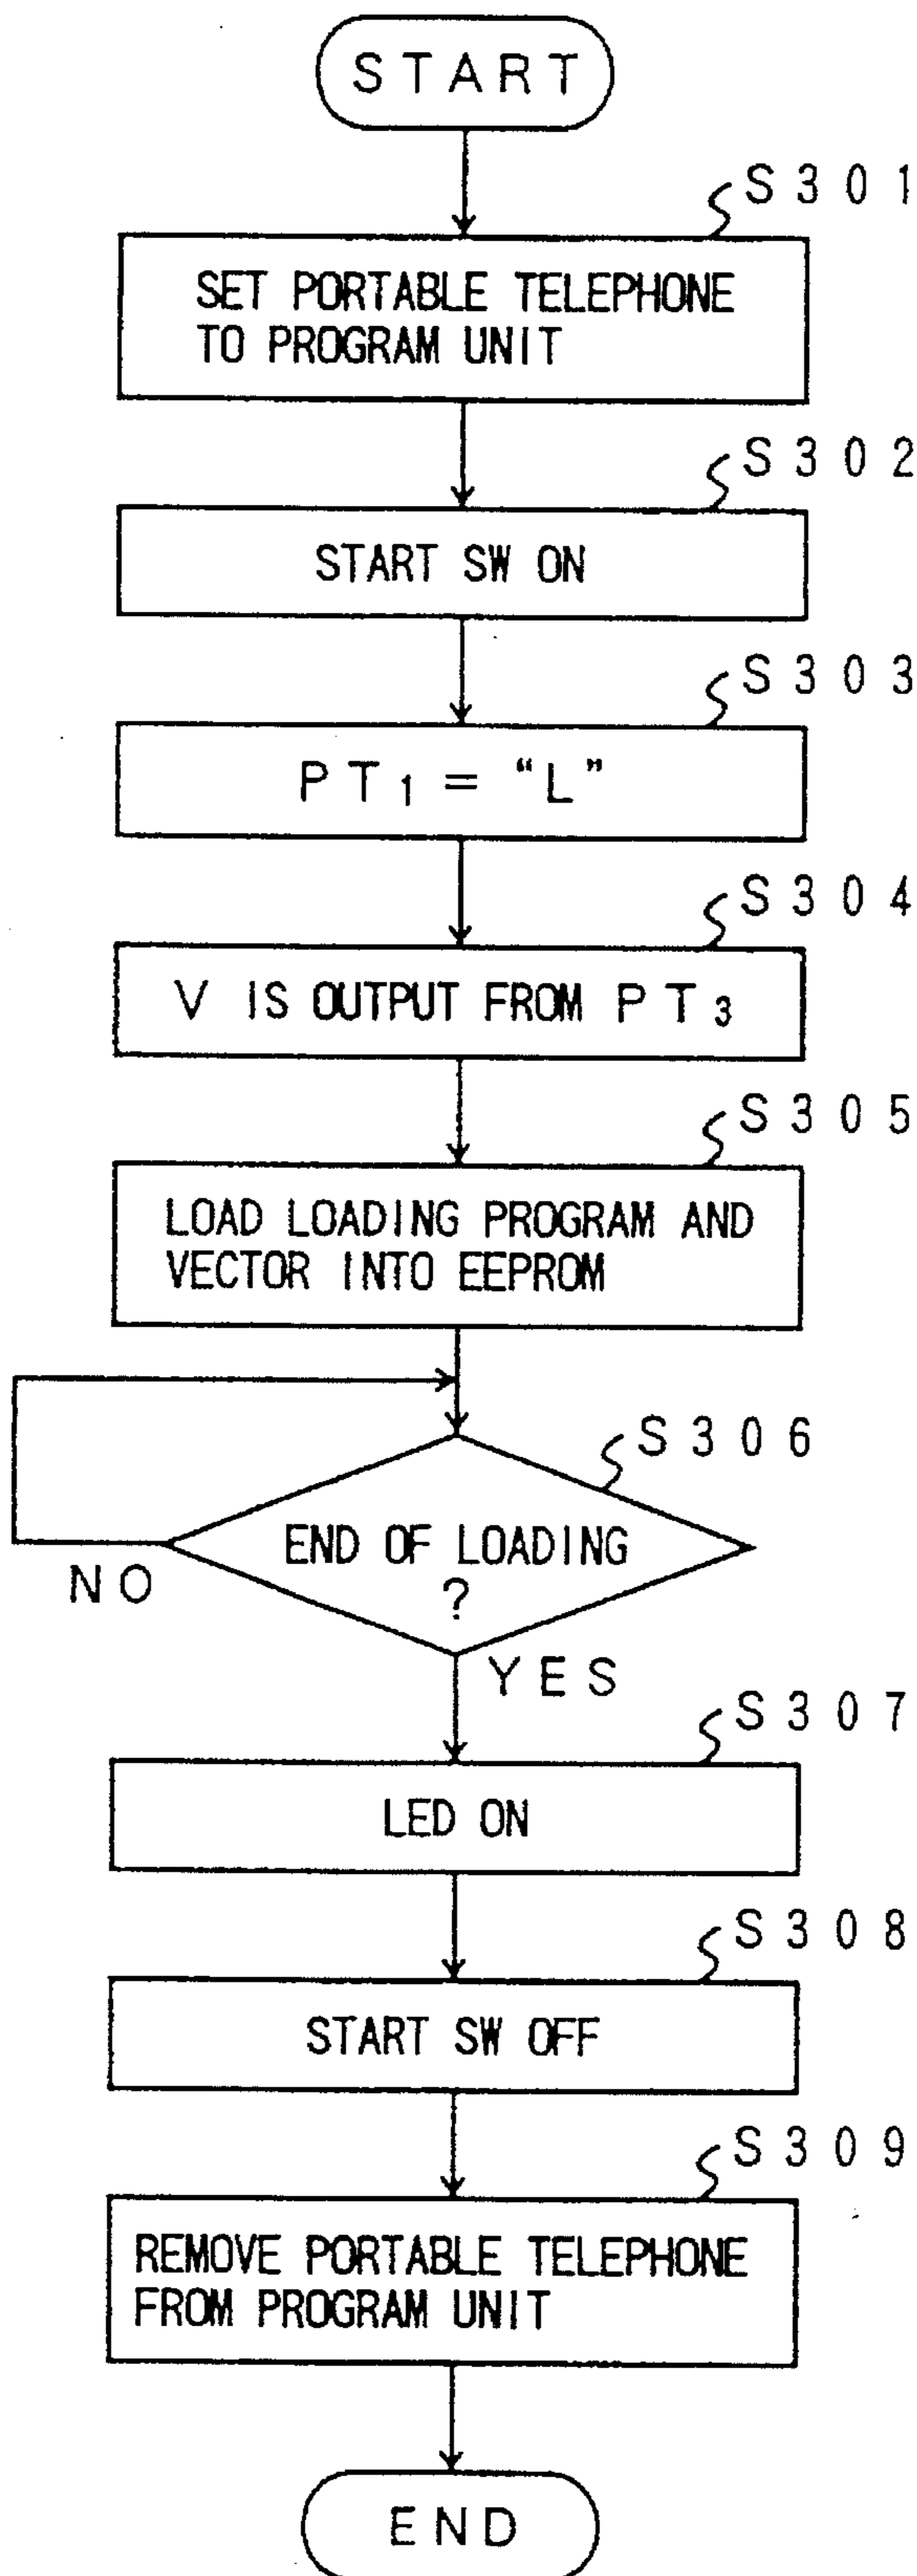 START
S301
SET PORTABLE TELEPHONE
TO PROGRAM UNIT
S302
START SW ON
S303
PT1 = “L”
S304
V IS OUTPUT FROM PT3
S305
LOAD LOADING PROGRAM AND
VECTOR INTO EEPROM
S306
END OF LOADING
?
NO
YES
S307
LED ON
S308
START SW OFF
S309
REMOVE PORTABLE TELEPHONE
FROM PROGRAM UNIT
END